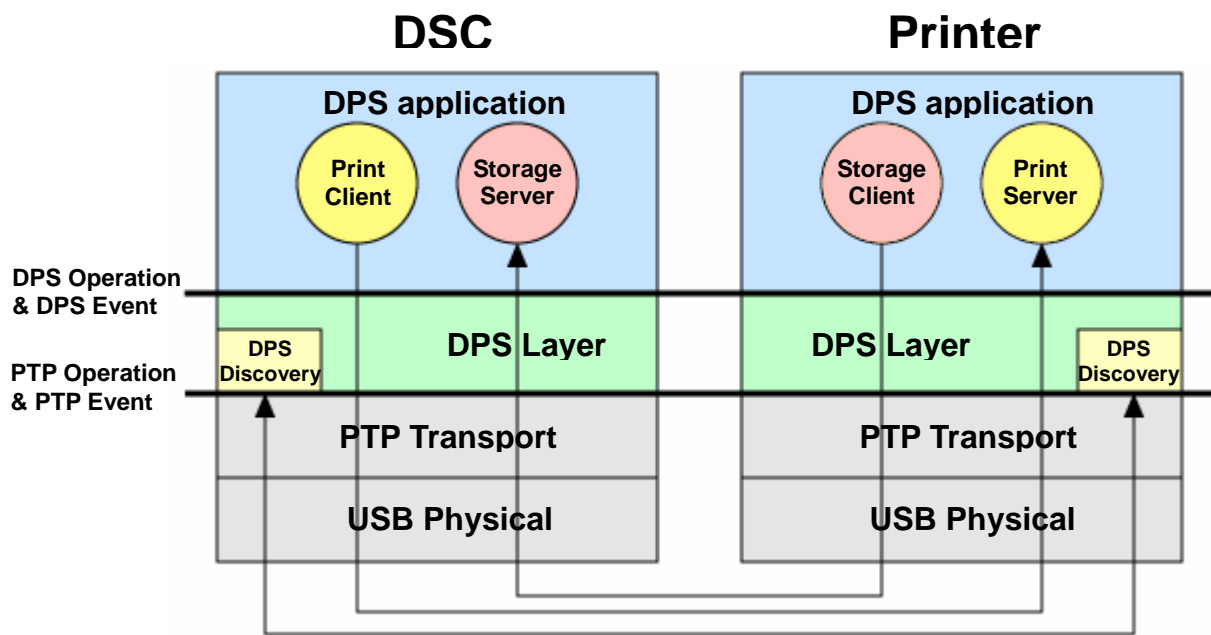 DSC
Printer
DPS application
DPS application
Print
Client
Storage
Server
Storage
Client
Print
Server
DPS Operation
& DPS Event
DPS Layer
DPS Layer
DPS
Discovery
DPS
Discovery
PTP Operation
& PTP Event
PTP Transport
PTP Transport
USB Physical
USB Physical